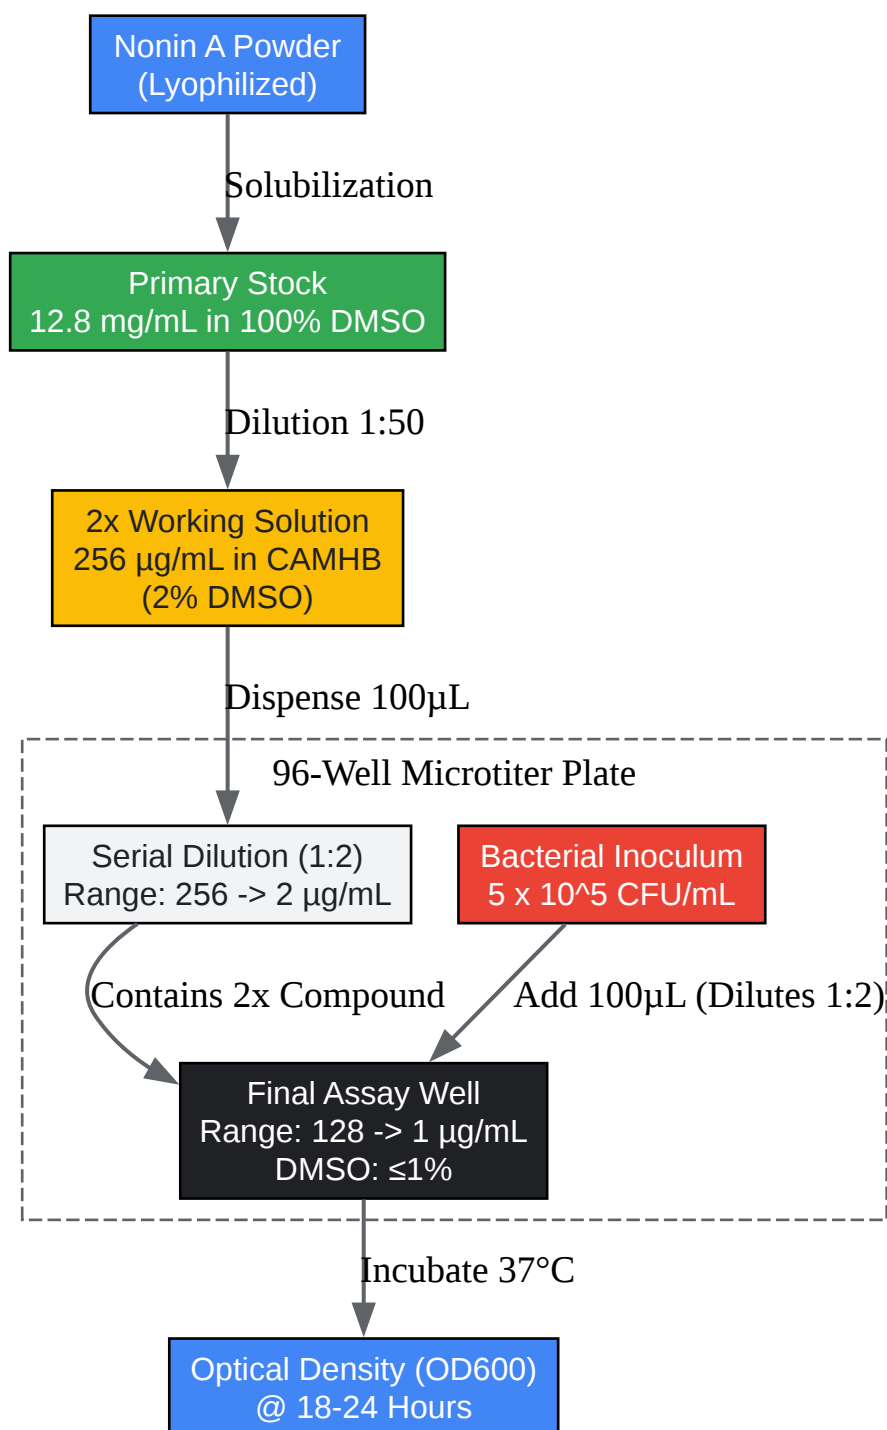 Nonin A Powder
(Lyophilized)
Solubilization
Primary Stock
12.8 mg/mL in 100% DMSO
Dilution 1:50
2x Working Solution
256 µg/mL in CAMHB
(2% DMSO)
Dispense 100µL
96-Well Microtiter Plate
Serial Dilution (1:2)
Range: 256 -> 2 µg/mL
Bacterial Inoculum
5 x 10^5 CFU/mL
Contains 2x Compound
Add 100µL (Dilutes 1:2)
Final Assay Well
Range: 128 -> 1 µg/mL
DMSO: ≤1%
Incubate 37°C
Optical Density (OD600)
@ 18-24 Hours